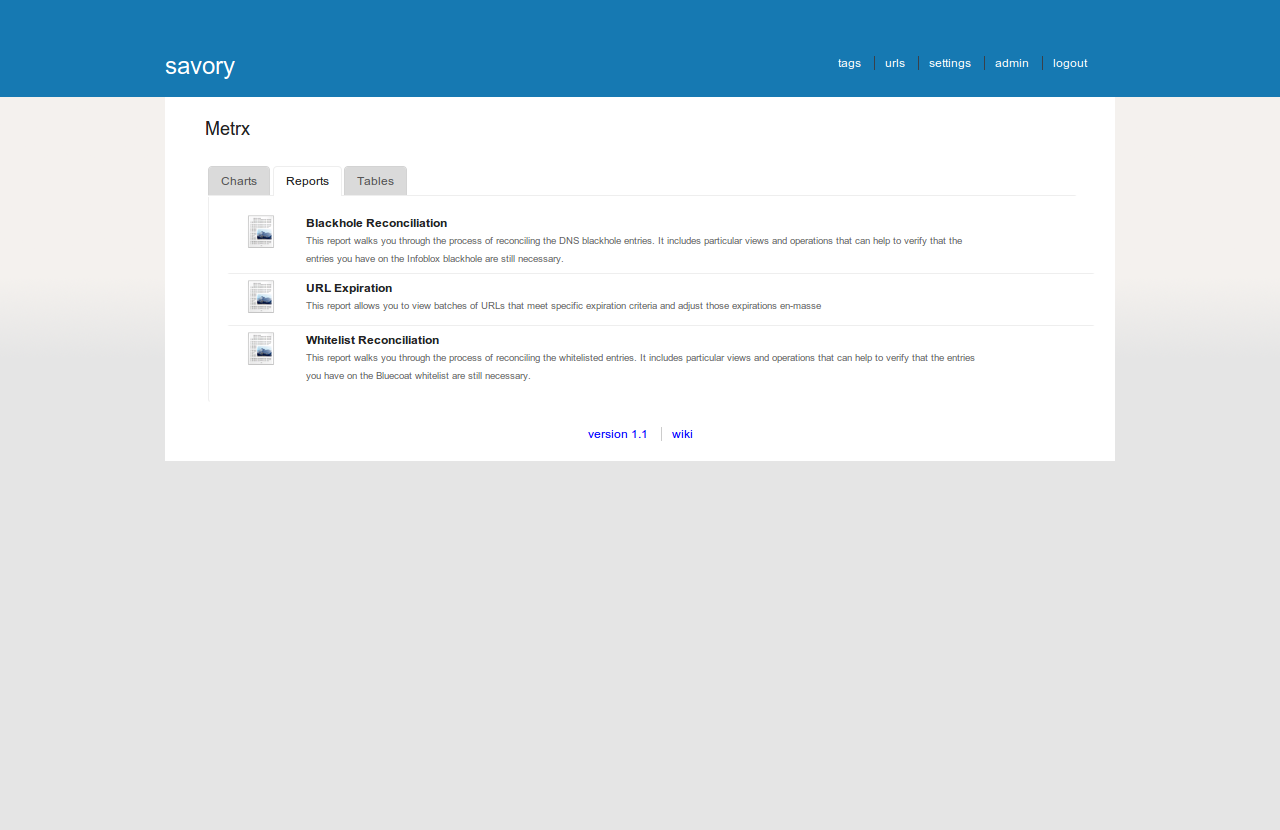 savory
tags
urls
settings
admin
logout
Metrx
Charts
Reports
Tables
Blackhole Reconciliation
This report walks you through the process of reconciling the DNS blackhole entries. It includes particular views and operations that can help to verify that the
entries you have on the Infoblox blackhole are still necessary.
URL Expiration
This report allows you to view batches of URLs that meet specific expiration criteria and adjust those expirations en-masse
Whitelist Reconciliation
This report walks you through the process of reconciling the whitelisted entries. It includes particular views and operations that can help to verify that the entries
you have on the Bluecoat whitelist are still necessary.
version 1.1
wiki